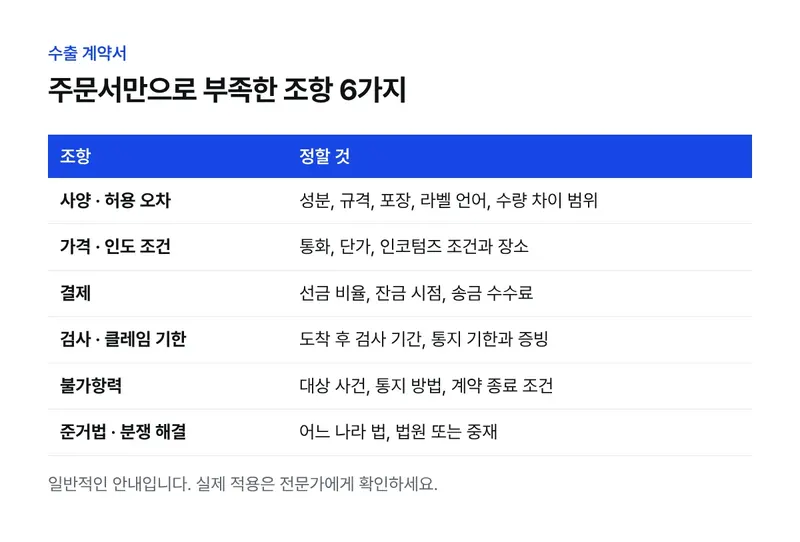 수출 계약서
주문서만으로 부족한 조항 6가지
조항 정할 것
사양 · 허용 오차 성분, 규격, 포장, 라벨 언어, 수량 차이 범위
가격 · 인도 조건 통화, 단가, 인코텀즈 조건과 장소
결제 선금 비율, 잔금 시점, 송금 수수료
검사 · 클레임 기한 도착 후 검사 기간, 통지 기한과 증빙
불가항력 대상 사건, 통지 방법, 계약 종료 조건
준거법 · 분쟁 해결 어느 나라 법, 법원 또는 중재
일반적인 안내입니다. 실제 적용은 전문가에게 확인하세요.